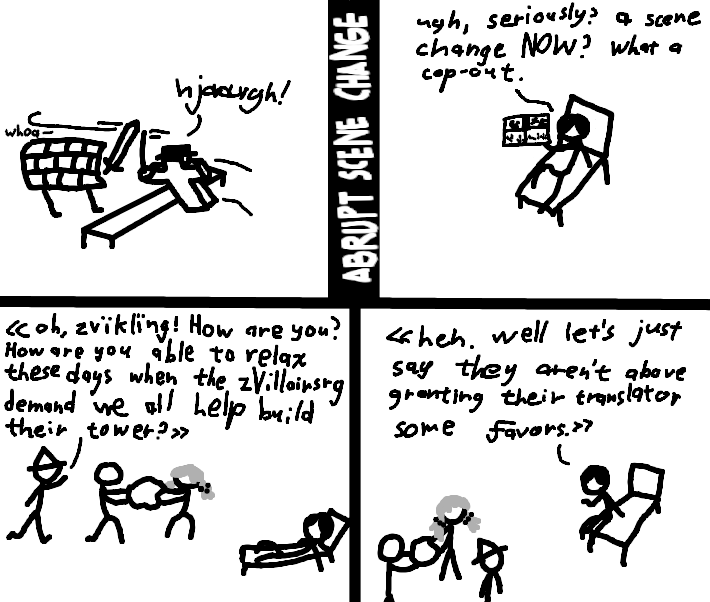 whoa
hjaaurgh!
ABRUPT SCENE CHANGE
ugh, seriously? a scene
change NOW? what a
cop-out.
«oh, zvikling! How are you?
How are you able to relax
these days when the zVillainsrg
demand we all help build
their tower?»
«heh. well let's just
say they aren't above
granting their translator
some favors.»